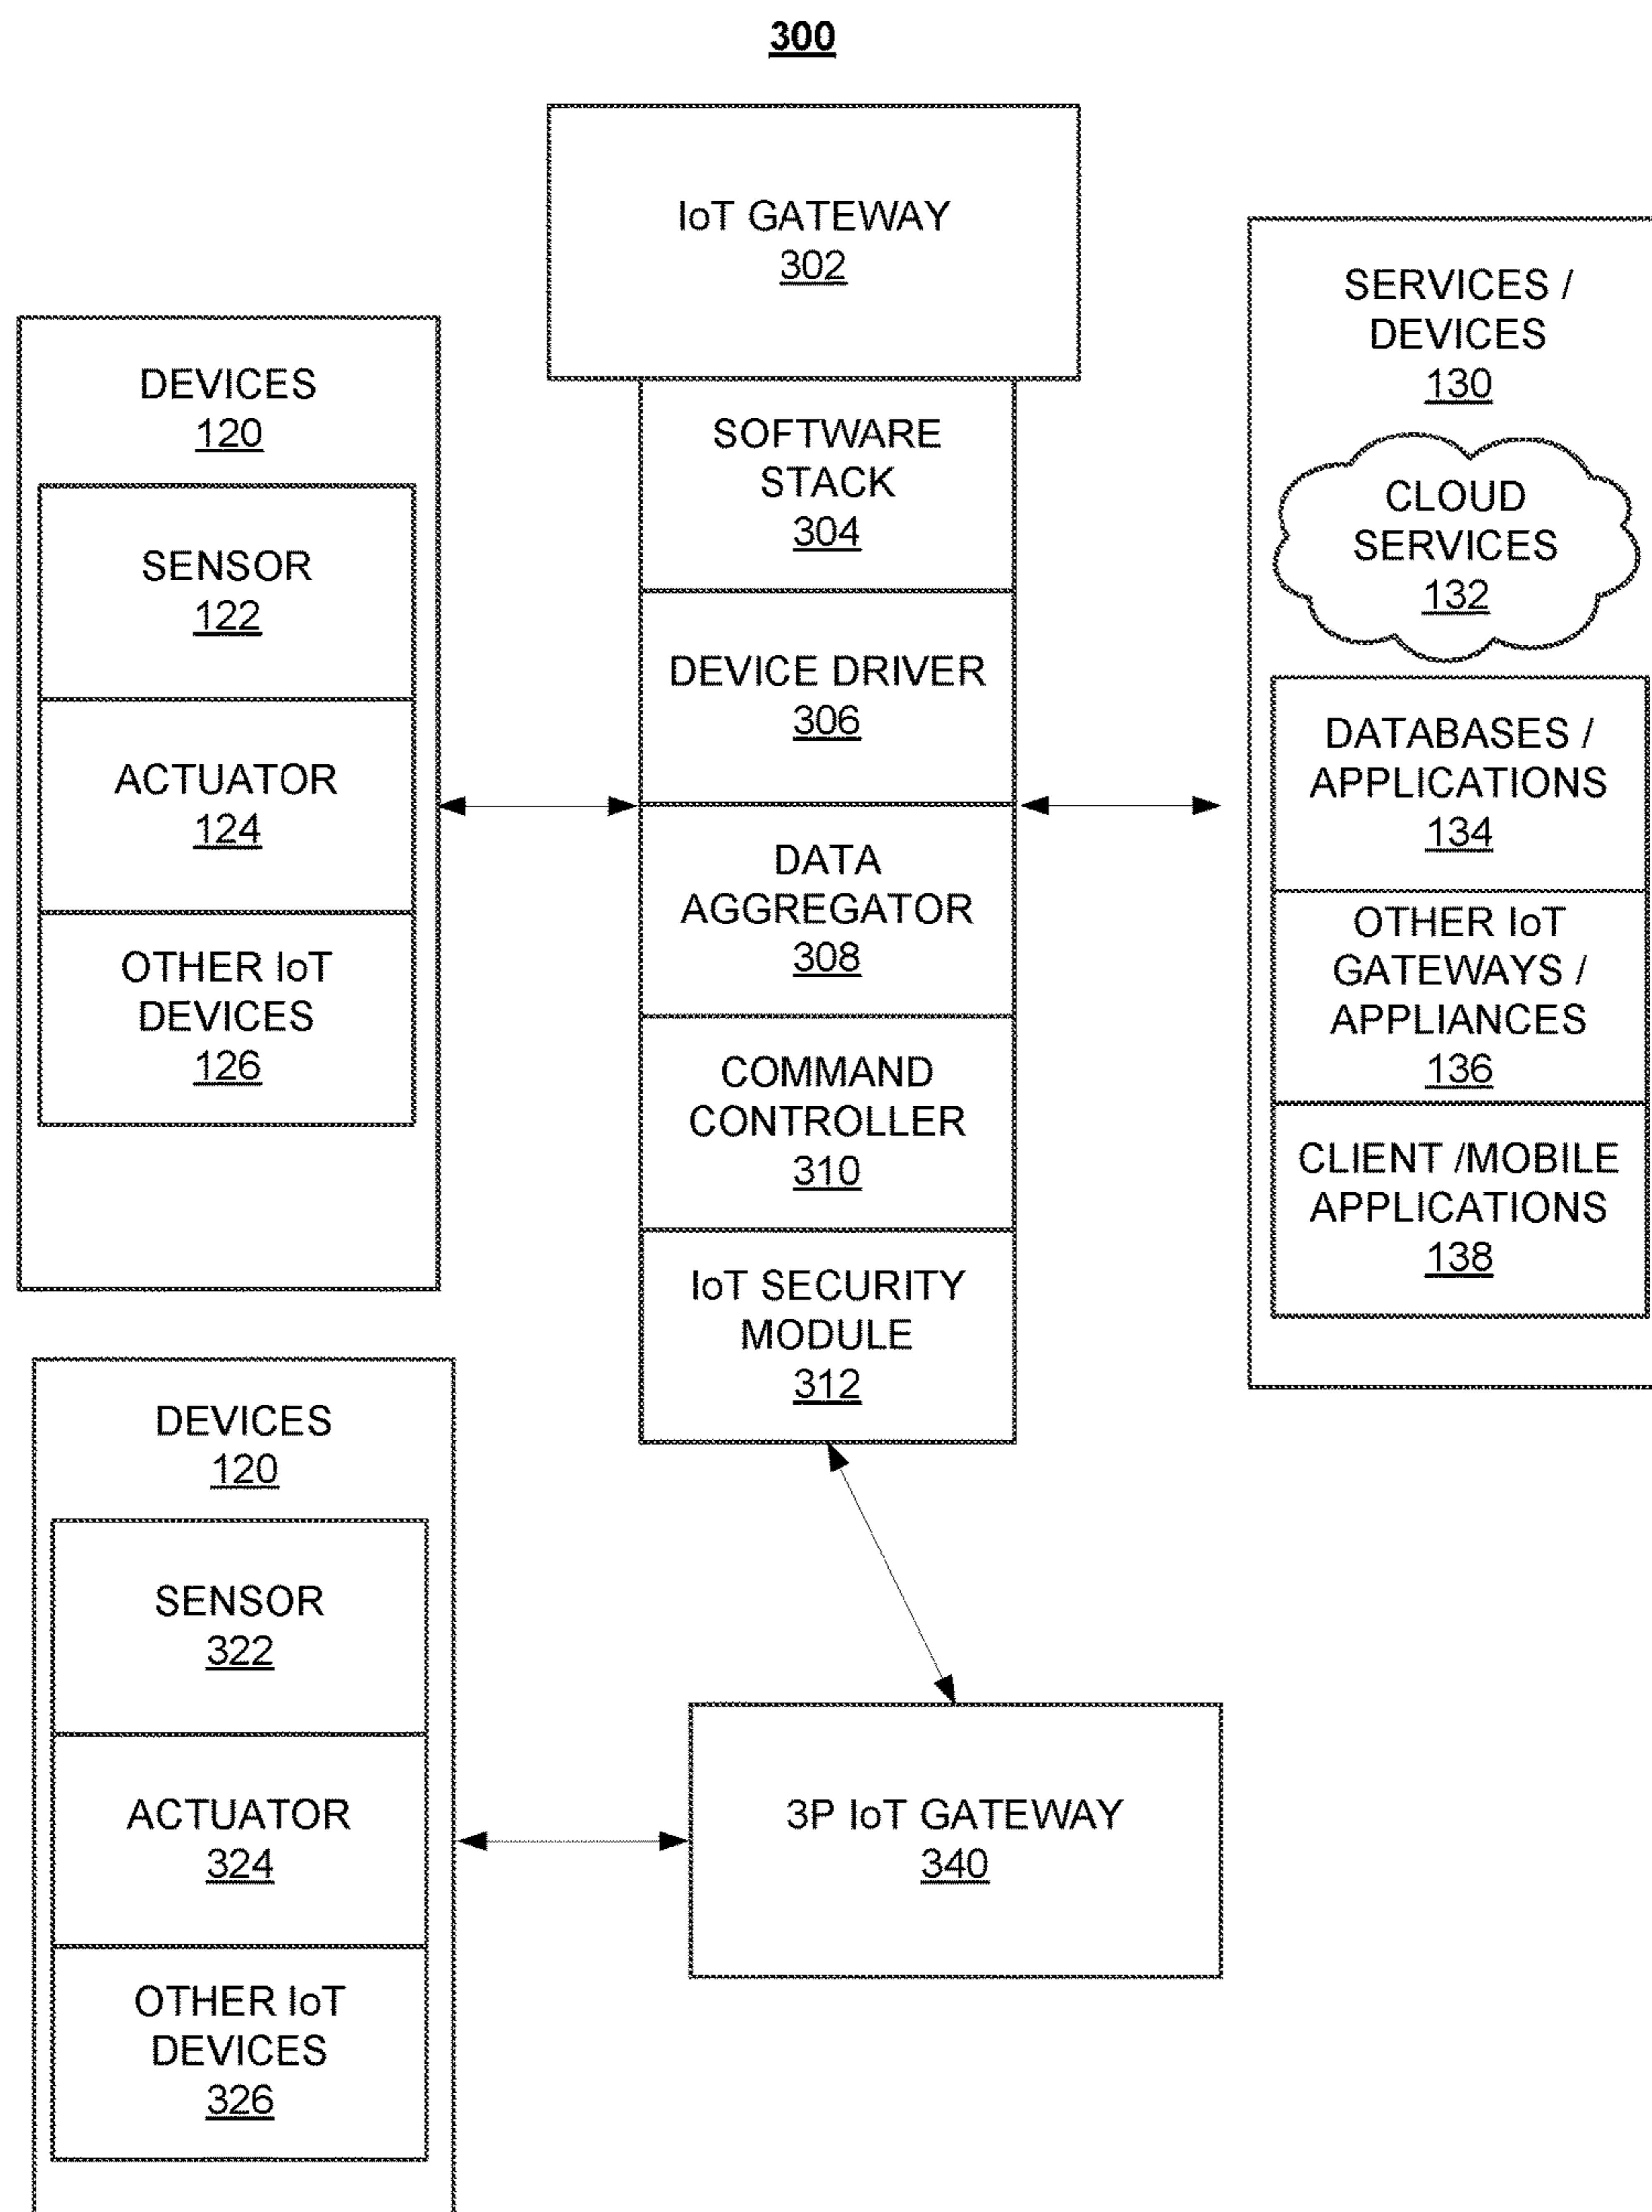 300
IoT GATEWAY
302
DEVICES
120
SENSOR
122
ACTUATOR
124
OTHER IoT
DEVICES
126
SOFTWARE
STACK
304
DEVICE DRIVER
306
DATA
AGGREGATOR
308
COMMAND
CONTROLLER
310
IoT SECURITY
MODULE
312
SERVICES /
DEVICES
130
CLOUD
SERVICES
132
DATABASES /
APPLICATIONS
134
OTHER IoT
GATEWAYS /
APPLIANCES
136
CLIENT /MOBILE
APPLICATIONS
138
DEVICES
120
SENSOR
322
ACTUATOR
324
OTHER IoT
DEVICES
326
3P IoT GATEWAY
340